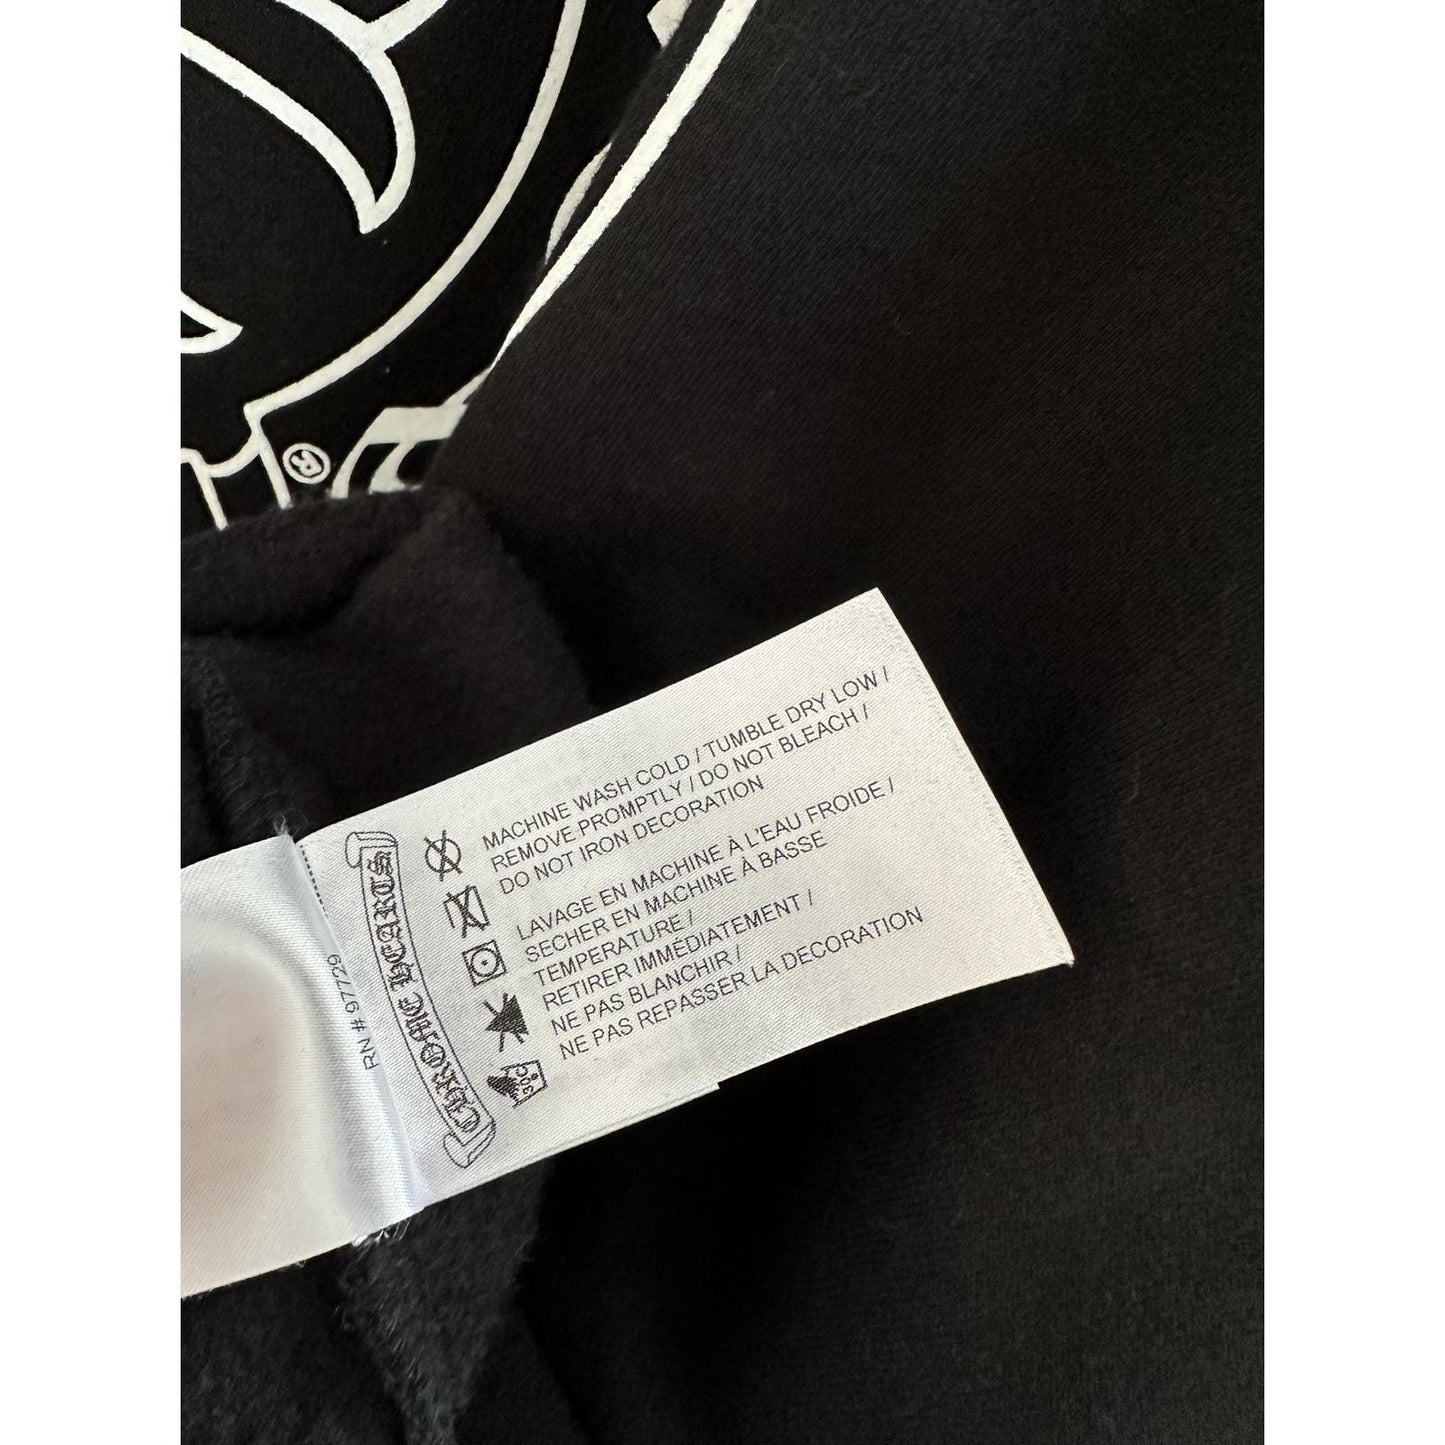 ®
MACHINE WASH COLD / TUMBLE DRY LOW /
REMOVE PROMPTLY / DO NOT BLEACH /
DO NOT IRON DECORATION
LAVAGE EN MACHINE À L'EAU FROIDE /
SECHER EN MACHINE À BASSE
TEMPERATURE /
RETIRER IMMÉDIATEMENT /
NE PAS BLANCHIR /
NE PAS REPASSER LA DECORATION
30C
CHROME HEARTS
RN # 97729